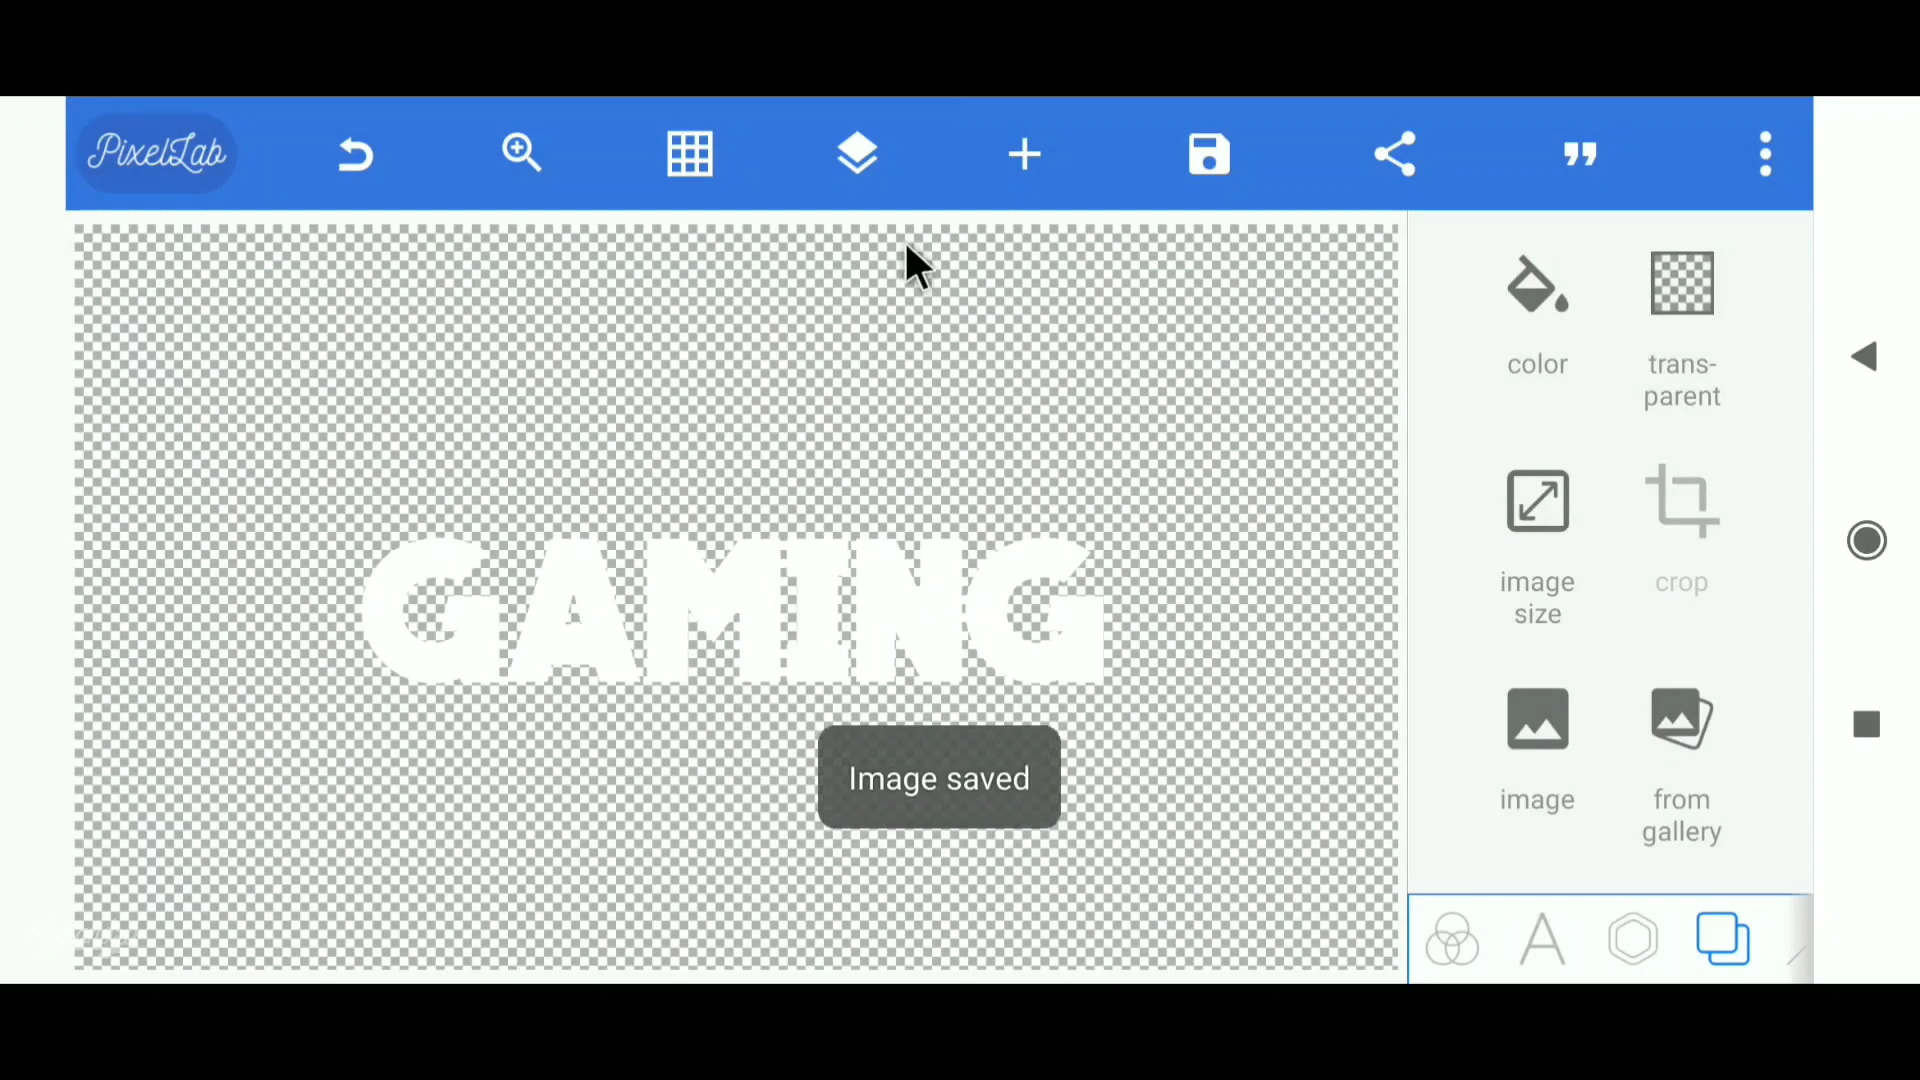 PixelLab
color
trans-
parent
image
size
crop
GAMING
Image saved
image
from
gallery